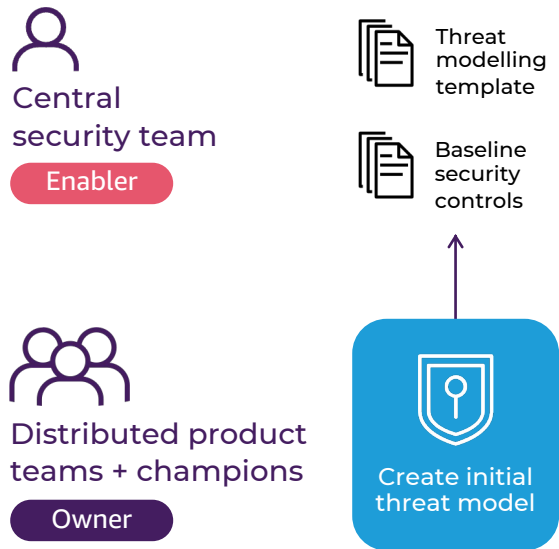 Central
security team
Enabler
Threat
modelling
template
Baseline
security
controls
Distributed product
teams + champions
Owner
Create initial
threat model